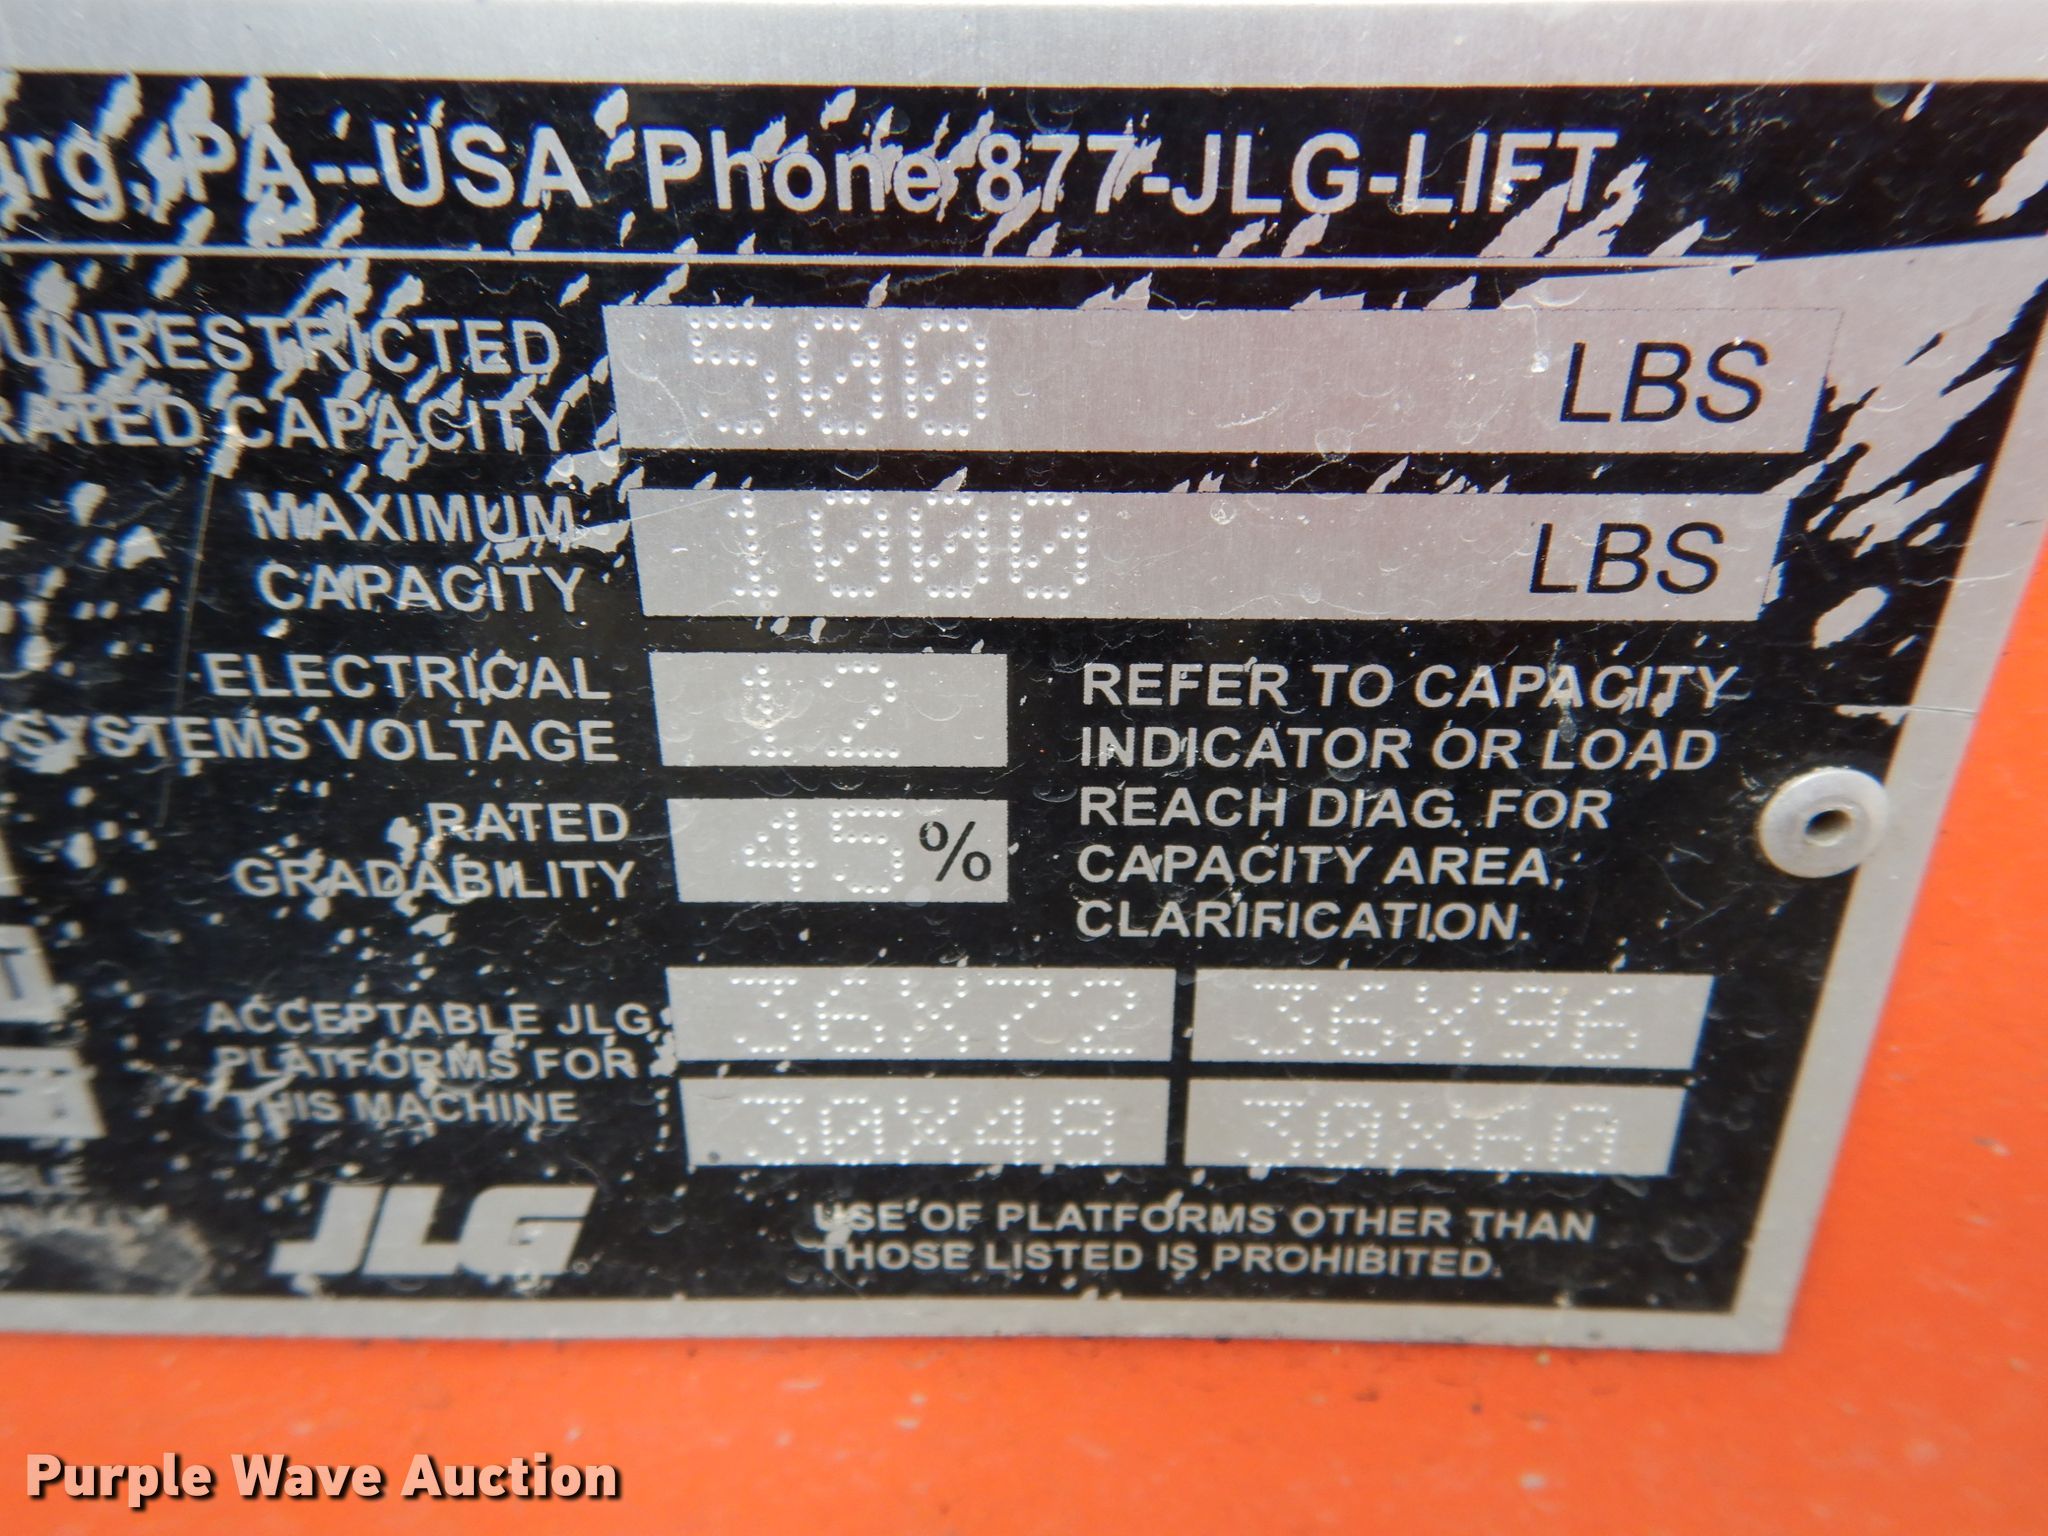 PA--USA Phone 877-JLG-LIFT
UNRESTRICTED
RATED CAPACITY
500 LBS
MAXIMUM
CAPACITY
1000 LBS
ELECTRICAL
SYSTEMS VOLTAGE
12
RATED
GRADABILITY
45%
REFER TO CAPACITY
INDICATOR OR LOAD
REACH DIAG. FOR
CAPACITY AREA,
CLARIFICATION.
ACCEPTABLE JLG
PLATFORMS FOR
THIS MACHINE
36X72 36X96
30X48
JLG
USE OF PLATFORMS OTHER THAN
THOSE LISTED IS PROHIBITED.
Purple Wave Auction